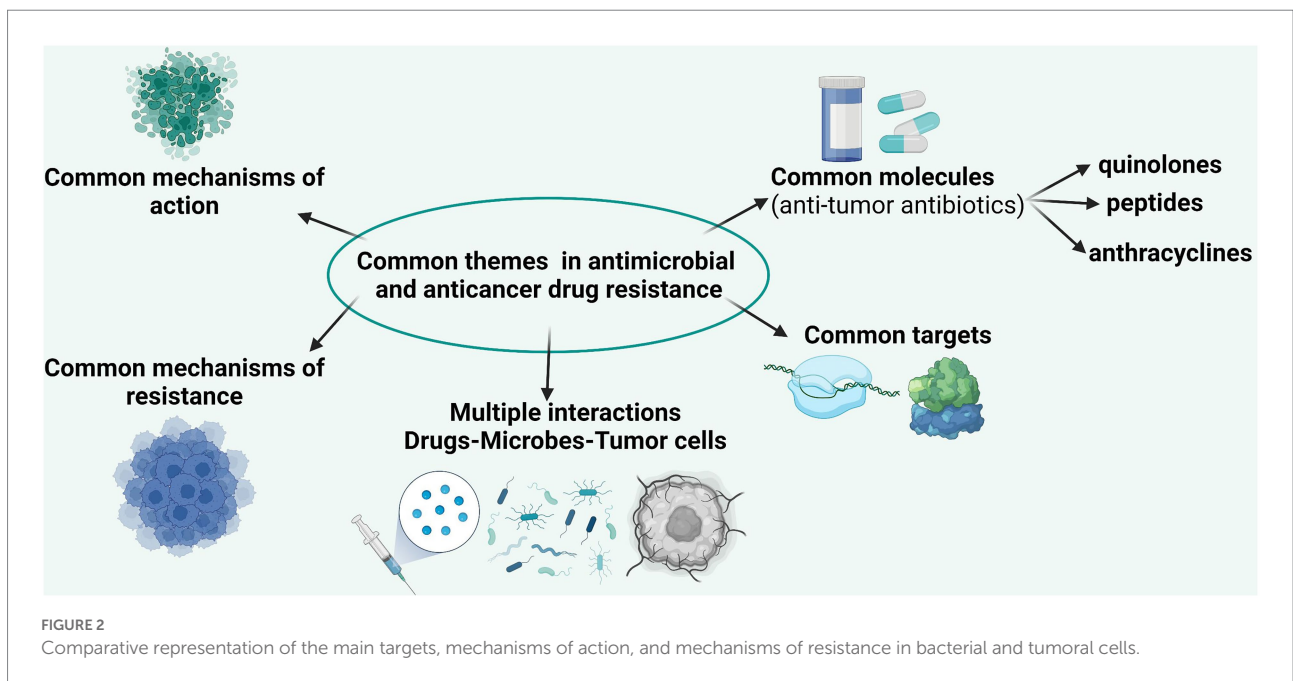 Common mechanisms of
action
Common molecules
(anti-tumor antibiotics)
quinolones
peptides
anthracyclines
Common themes in antimicrobial
and anticancer drug resistance
Common targets
Common mechanisms of
resistance
Multiple interactions
Drugs-Microbes-Tumor cells
FIGURE 2
Comparative representation of the main targets, mechanisms of action, and mechanisms of resistance in bacterial and tumoral cells.